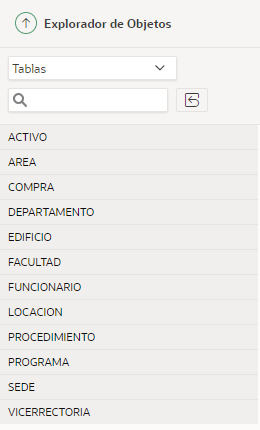 Explorador de Objetos
Tablas
ACTIVO
AREA
COMPRA
DEPARTAMENTO
EDIFICIO
FACULTAD
FUNCIONARIO
LOCACION
PROCEDIMIENTO
PROGRAMA
SEDE
VICERRECTORIA